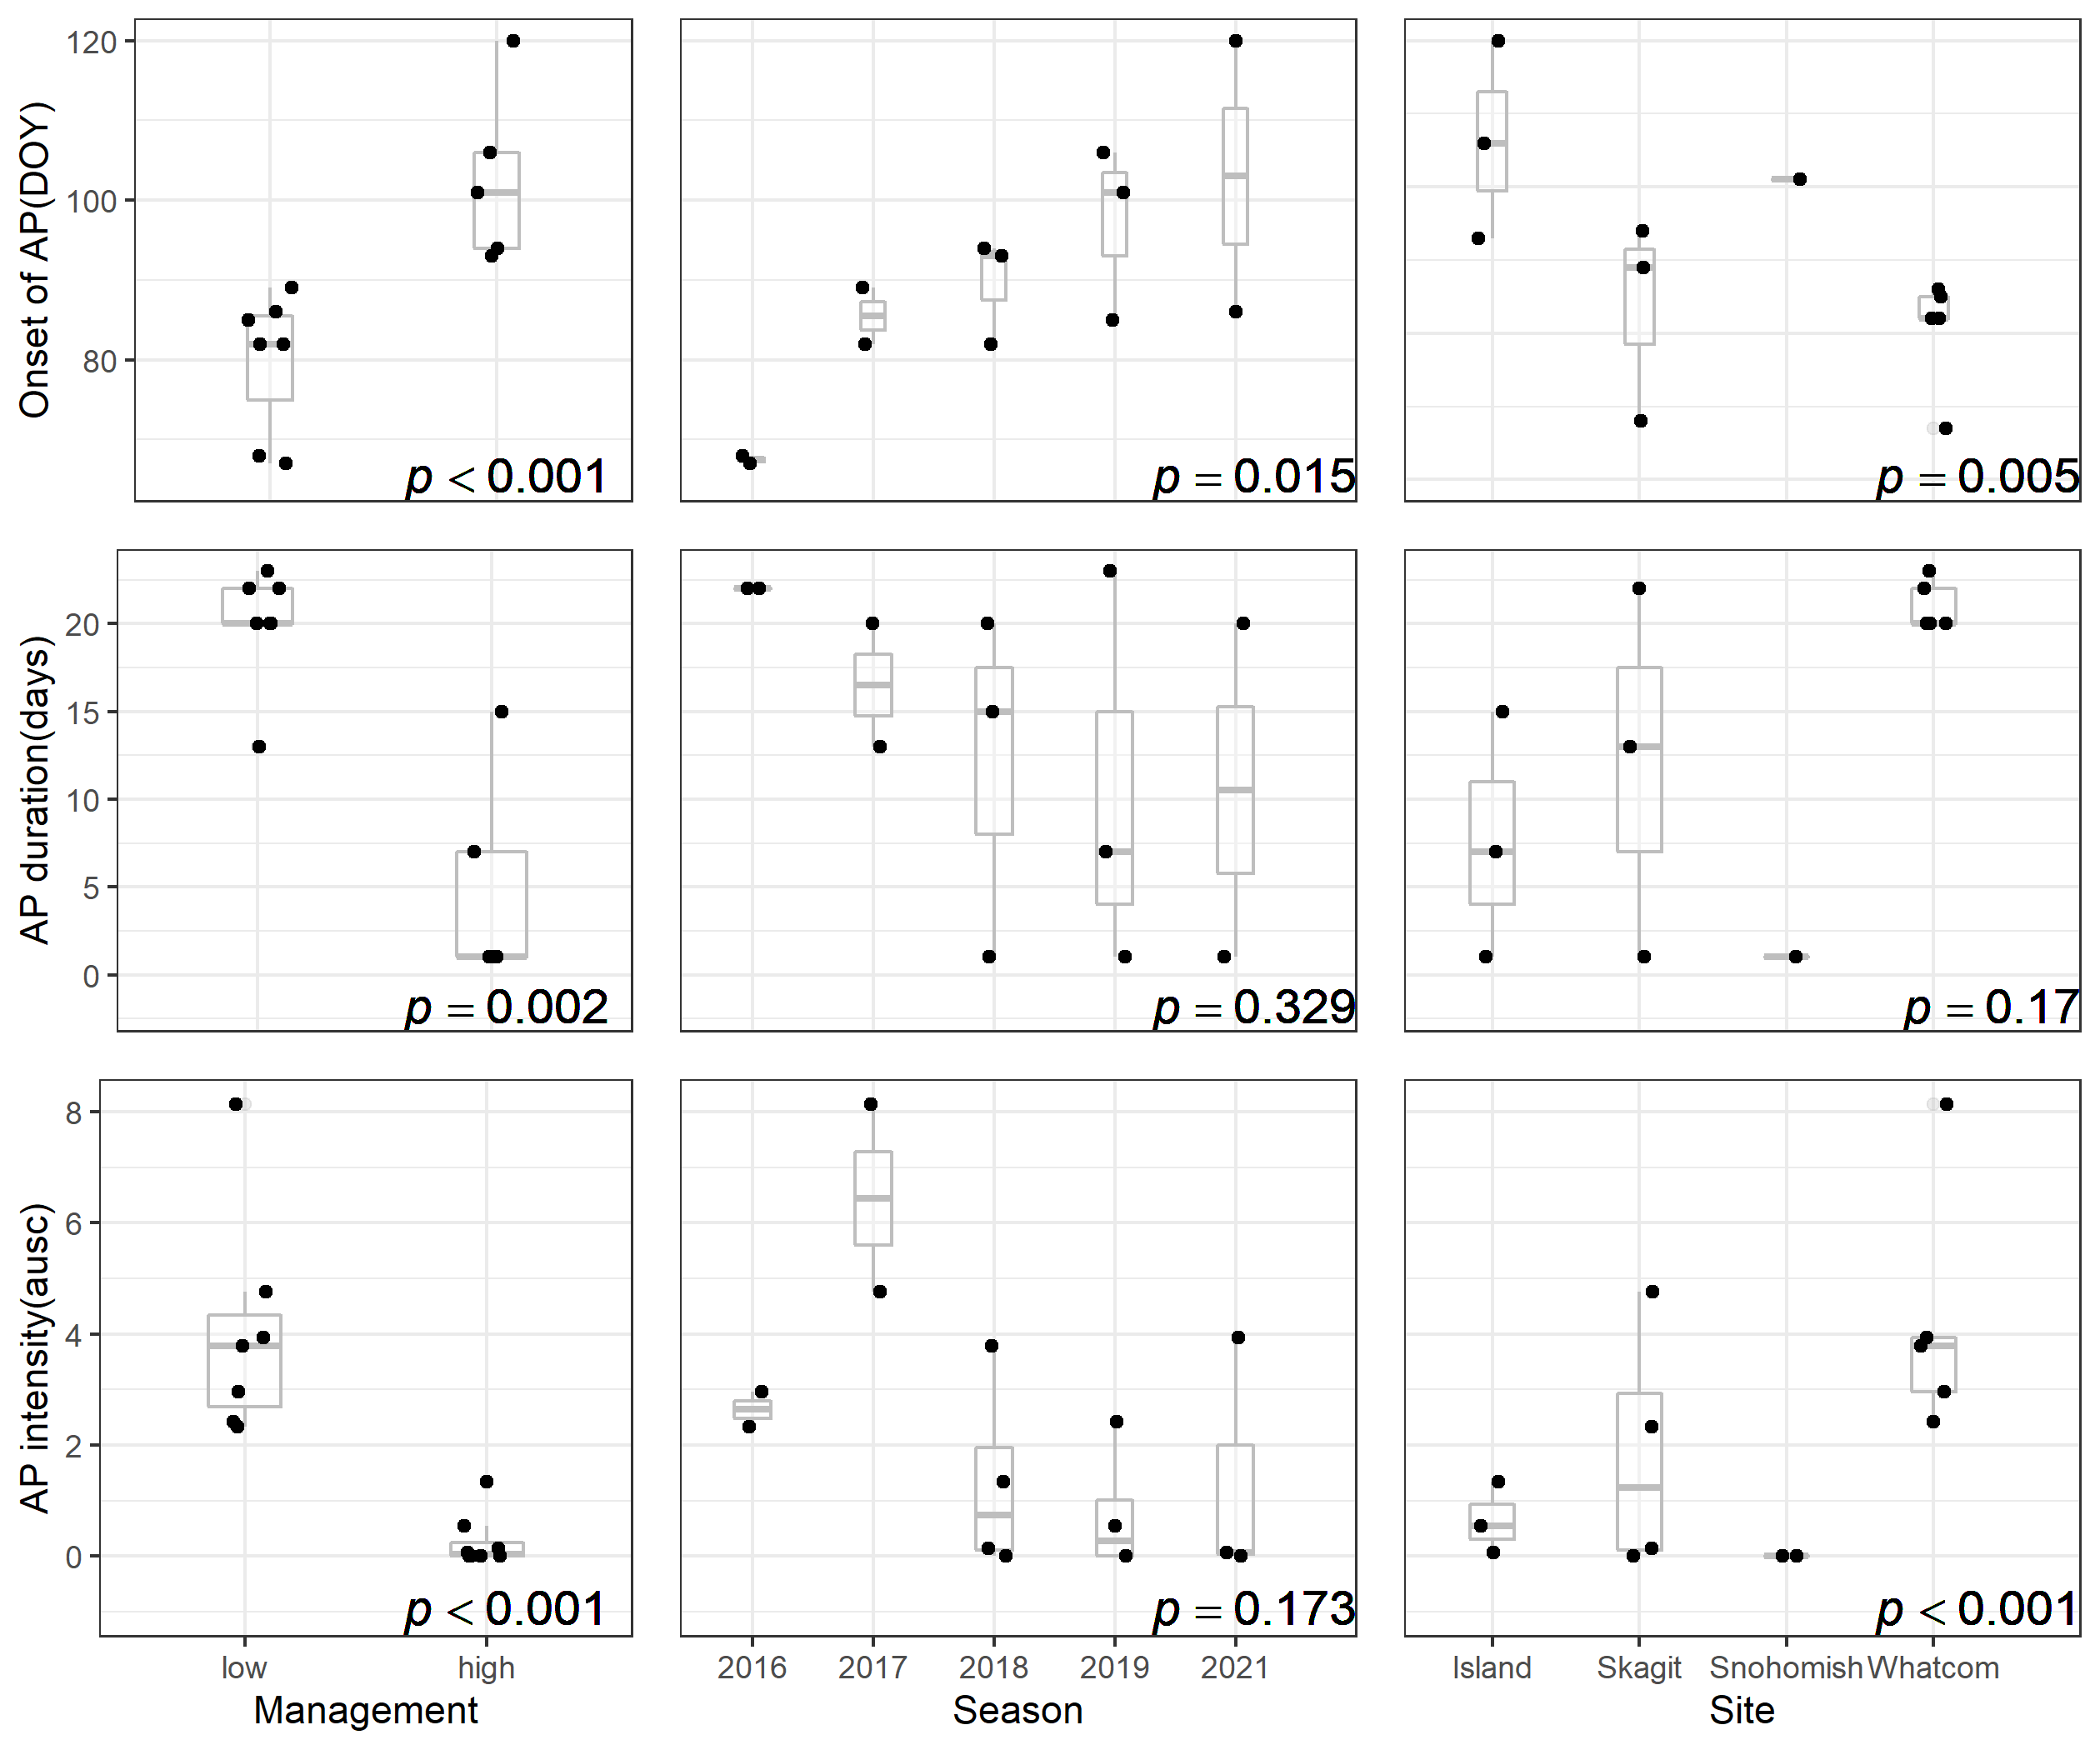 Onset of AP(DOY)
120
100
80
p < 0.001
p = 0.015
p = 0.005
AP duration(days)
20
15
10
5
0
p = 0.002
p = 0.329
p = 0.17
AP intensity(ausc)
8
6
4
2
0
p < 0.001
p = 0.173
p < 0.001
low high
2016 2017 2018 2019 2021
Island Skagit Snohomish Whatcom
Management
Season
Site